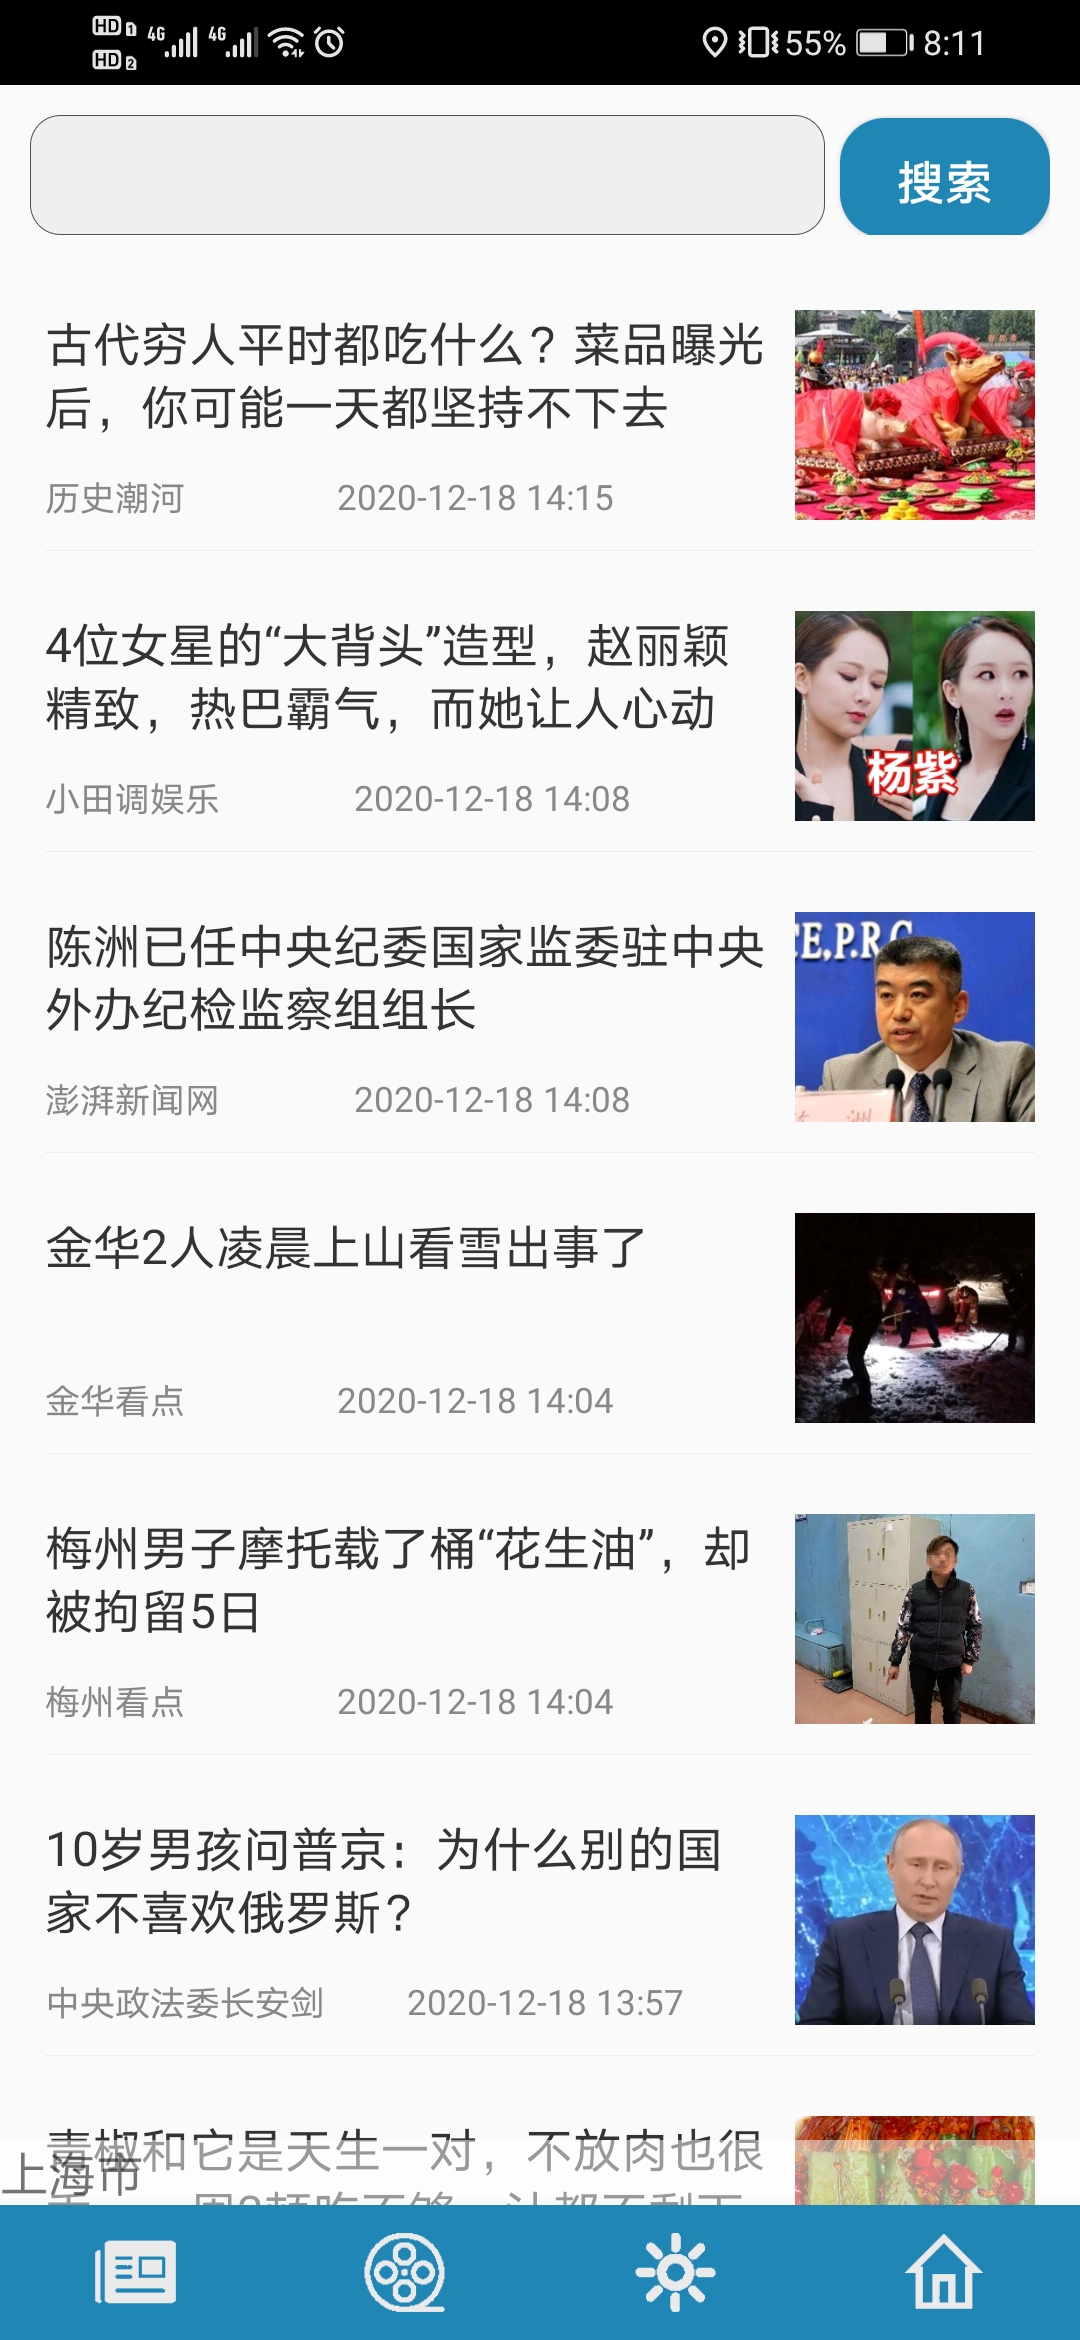 HD 1 4G 4G 55% 8:11
HD 2
搜索
古代穷人平时都吃什么？菜品曝光
后，你可能一天都坚持不下去
历史潮河 2020-12-18 14:15
4位女星的“大背头”造型，赵丽颖
精致，热巴霸气，而她让人心动
杨紫
小田调娱乐 2020-12-18 14:08
陈洲已任中央纪委国家监委驻中央
外办纪检监察组组长
CE,P.R.C
洲
澎湃新闻网 2020-12-18 14:08
金华2人凌晨上山看雪出事了
金华看点 2020-12-18 14:04
梅州男子摩托载了桶“花生油”，却
被拘留5日
梅州看点 2020-12-18 14:04
10岁男孩问普京：为什么别的国
家不喜欢俄罗斯？
中央政法委长安剑 2020-12-18 13:57
青椒和它是天生一对，不放肉也很
上海市